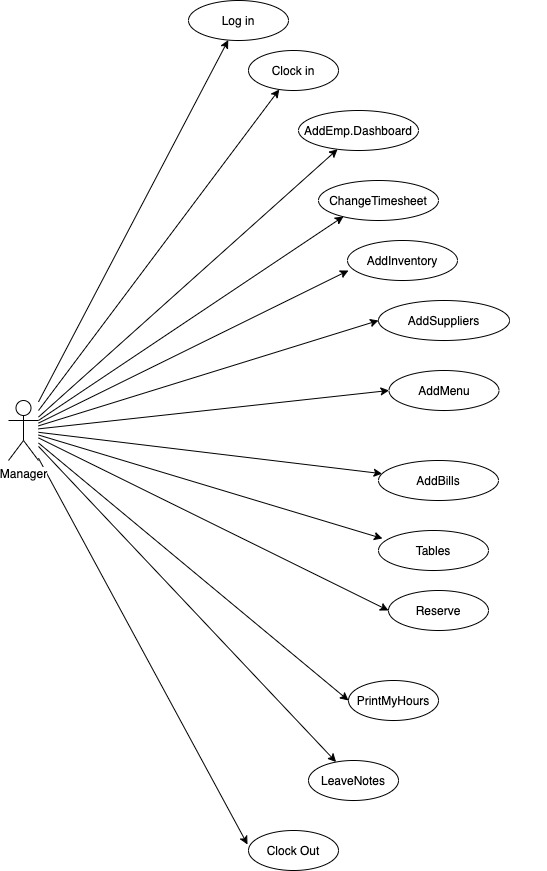 Log in
Clock in
AddEmp.Dashboard
ChangeTimesheet
AddInventory
AddSuppliers
AddMenu
Manager
AddBills
Tables
Reserve
PrintMyHours
LeaveNotes
Clock Out